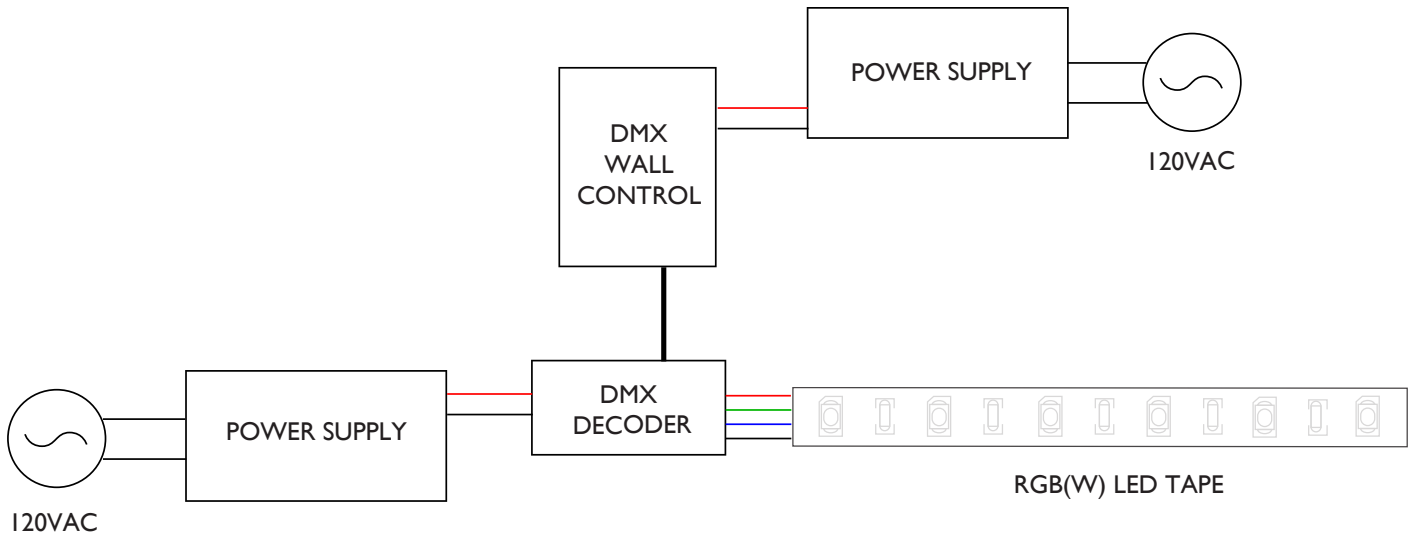 POWER SUPPLY
120VAC
DMX
WALL
CONTROL
DMX
DECODER
POWER SUPPLY
120VAC
RGB(W) LED TAPE